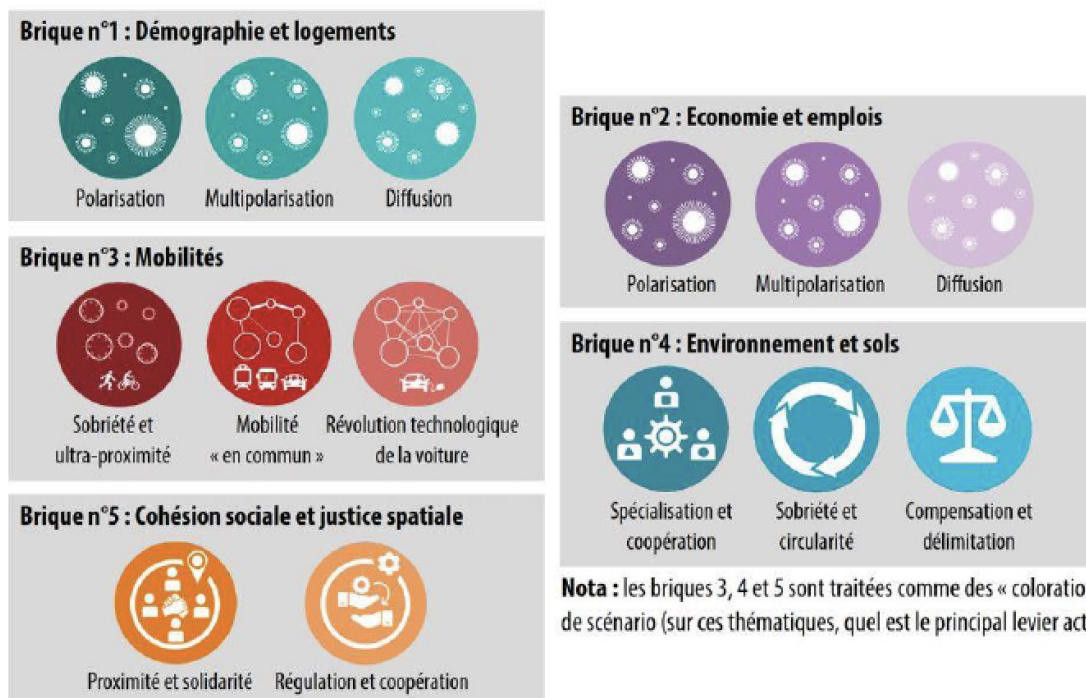 Brique n°1 : Démographie et logements
Polarisation
Multipolarisation
Diffusion
Brique n°2 : Economie et emplois
Polarisation
Multipolarisation
Diffusion
Brique n°3 : Mobilités
Sobriété et
ultra-proximité
Mobilité
« en commun »
Révolution technologique
de la voiture
Brique n°4 : Environnement et sols
Spécialisation et
coopération
Sobriété et
circularité
Compensation et
délimitation
Brique n°5 : Cohésion sociale et justice spatiale
Proximité et solidarité
Régulation et coopération
Nota : les briques 3, 4 et 5 sont traitées comme des « coloratio
de scénario (sur ces thématiques, quel est le principal levier act